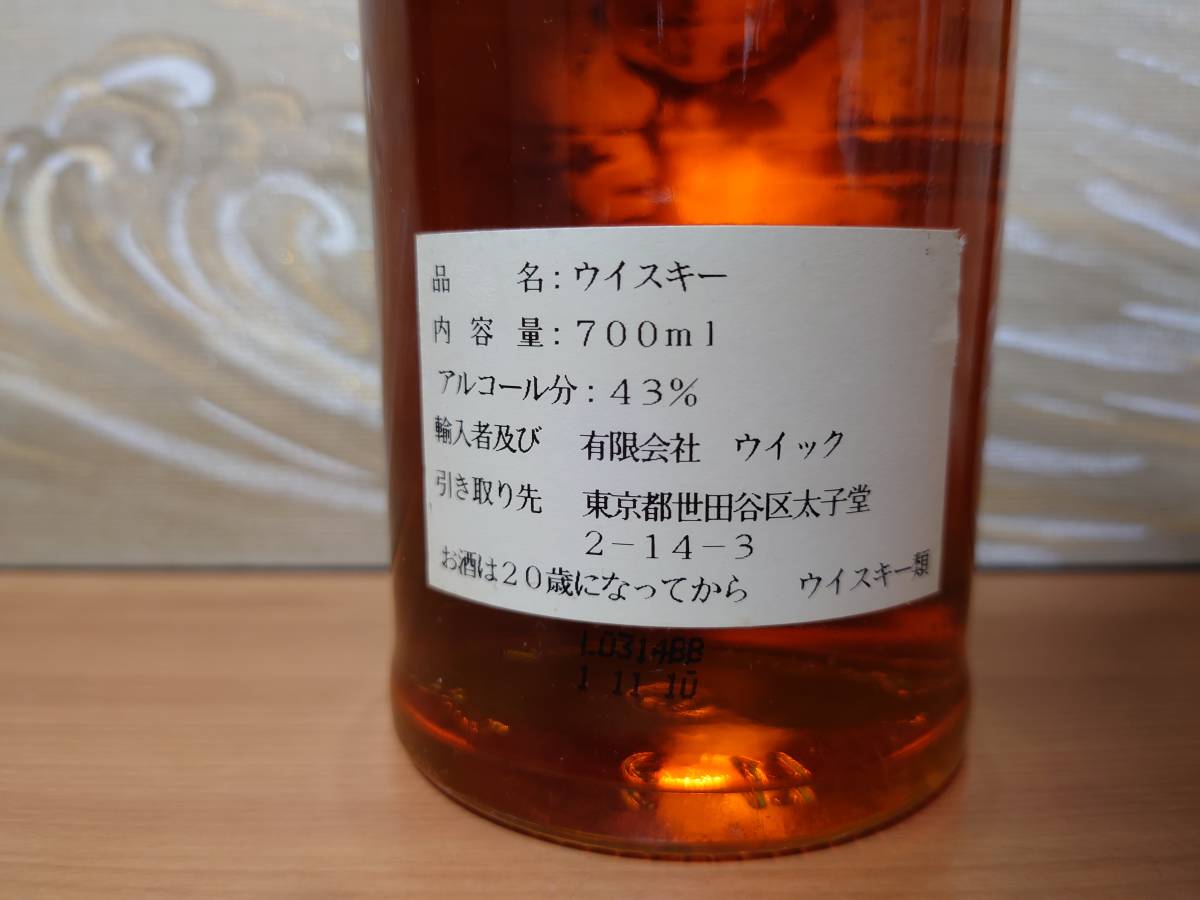 品　　名：ウイスキー
内 容 量：７００ｍｌ
アルコール分：４３％
輸入者及び　有限会社　ウイック
引き取り先　東京都世田谷区太子堂
２－１４－３
お酒は２０歳になってから　ウイスキー類
L0314BB
1 11 10